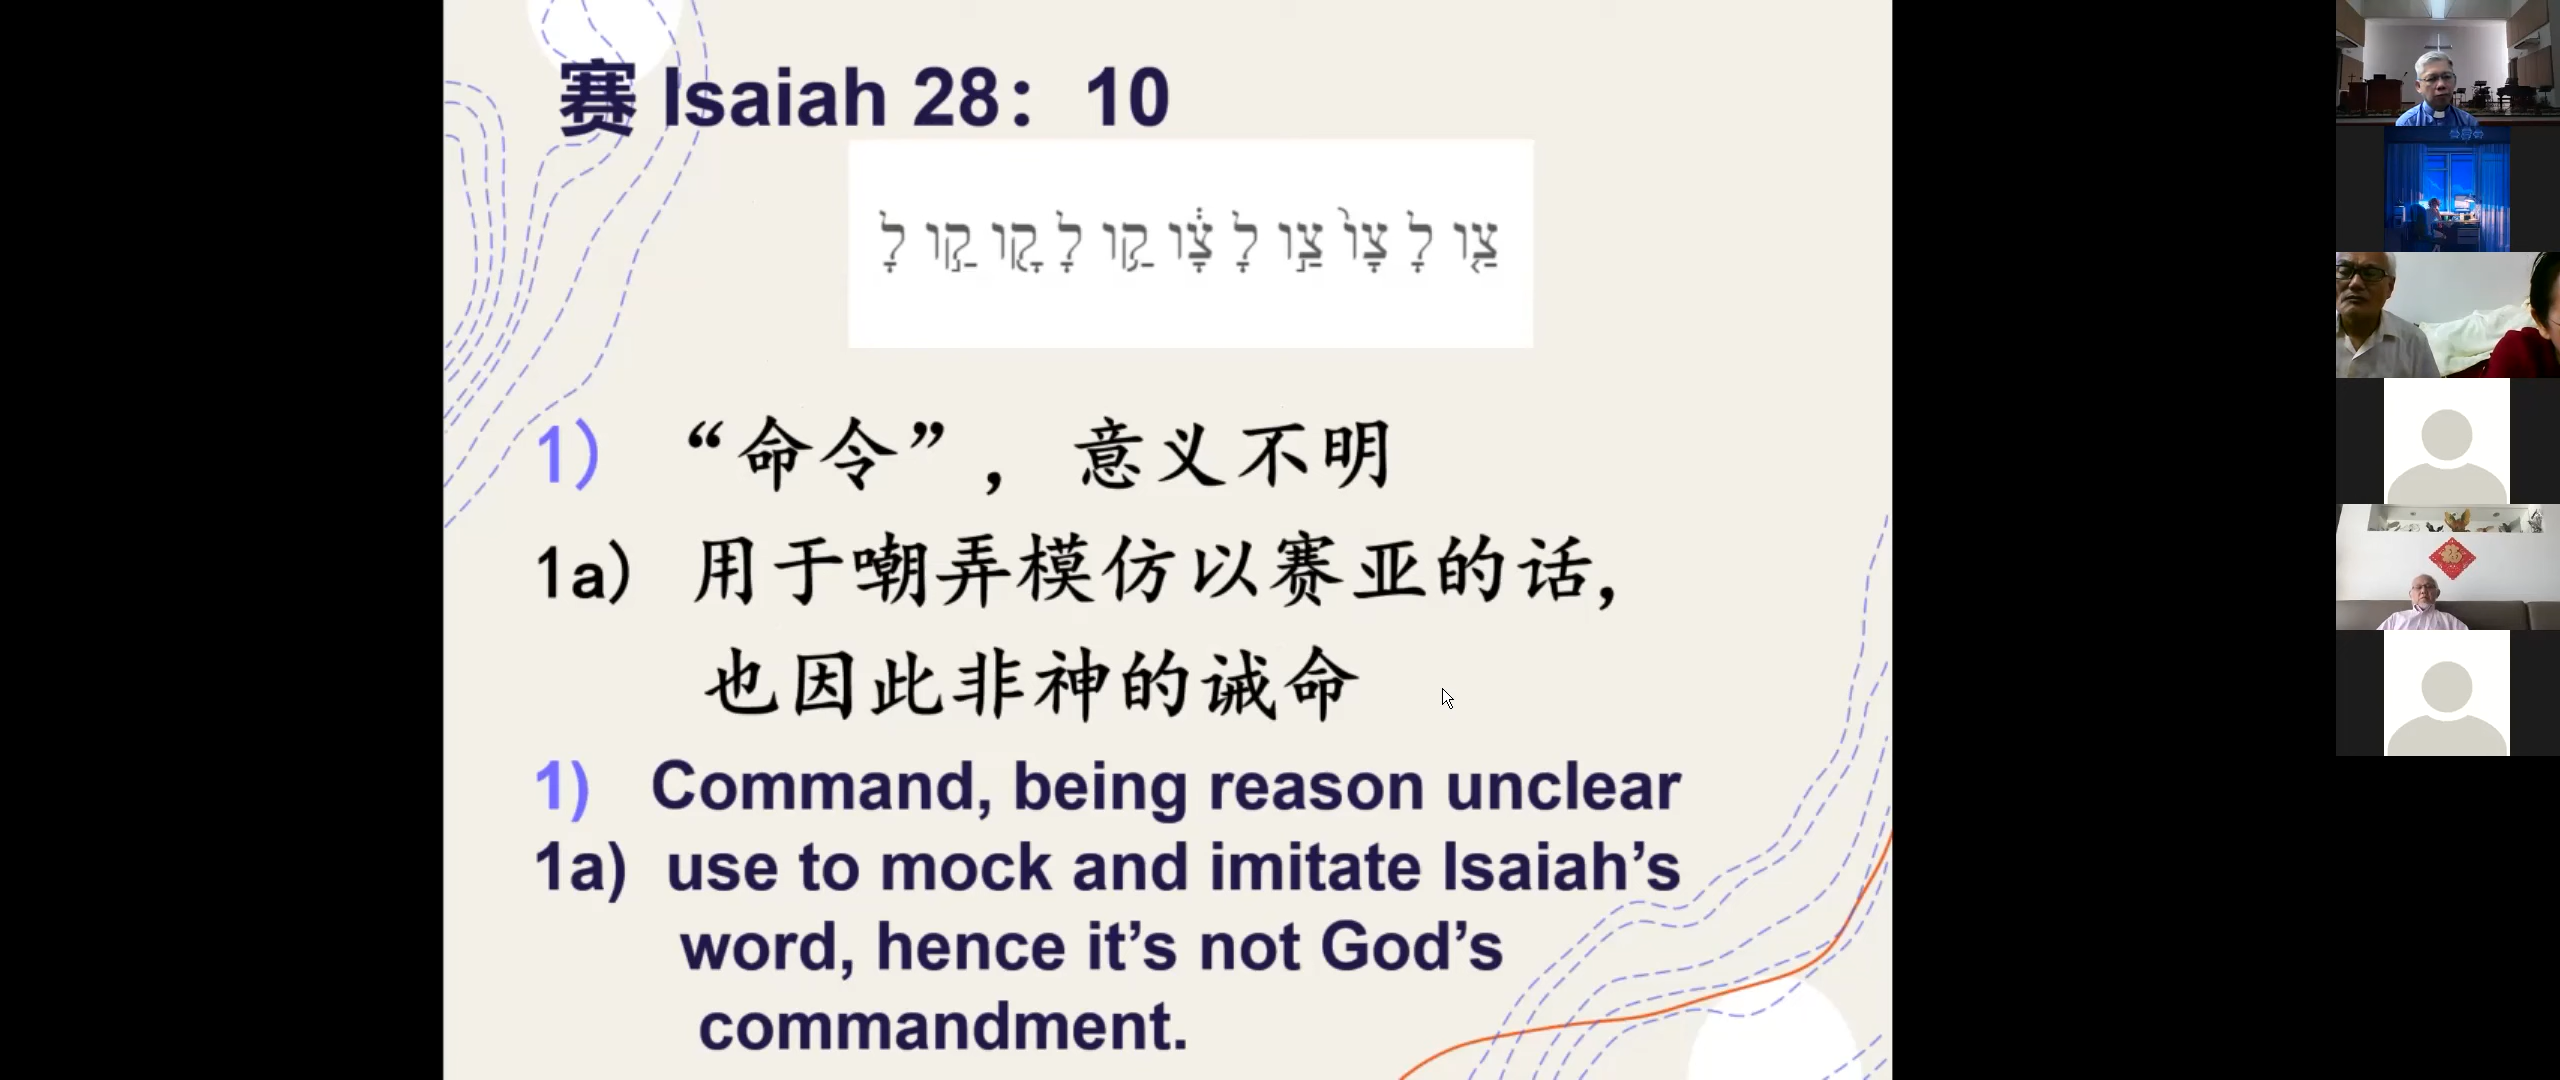 赛 Isaiah 28：10
צַ֣ו לָצָ֞ו צַ֤ו לָצָו֙ קַ֤ו לָקָו֙ קַ֣ו לָ
1) “命令”，意义不明
1a) 用于嘲弄模仿以赛亚的话，
也因此非神的诫命
1) Command, being reason unclear
1a) use to mock and imitate Isaiah’s
word, hence it’s not God’s
commandment.